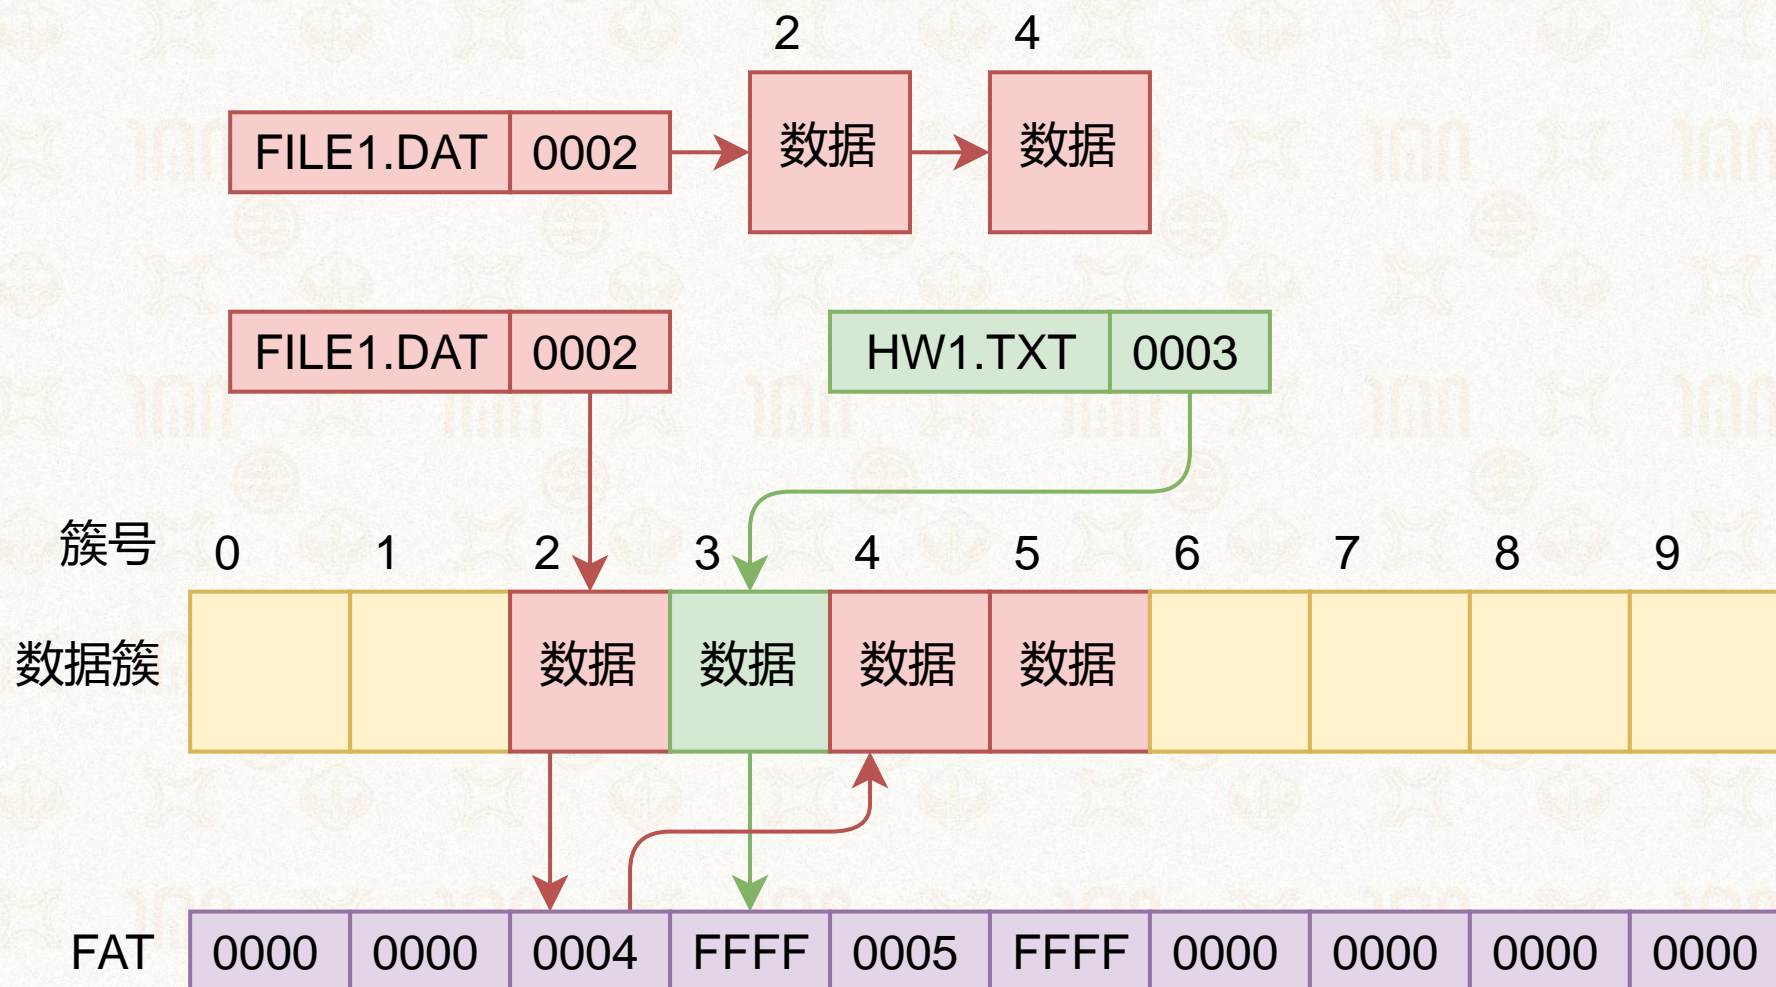 2 4
FILE1.DAT 0002 数据 数据
FILE1.DAT 0002 HW1.TXT 0003
簇号 0 1 2 3 4 5 6 7 8 9
数据簇 数据 数据 数据 数据
FAT 0000 0000 0004 FFFF 0005 FFFF 0000 0000 0000 0000